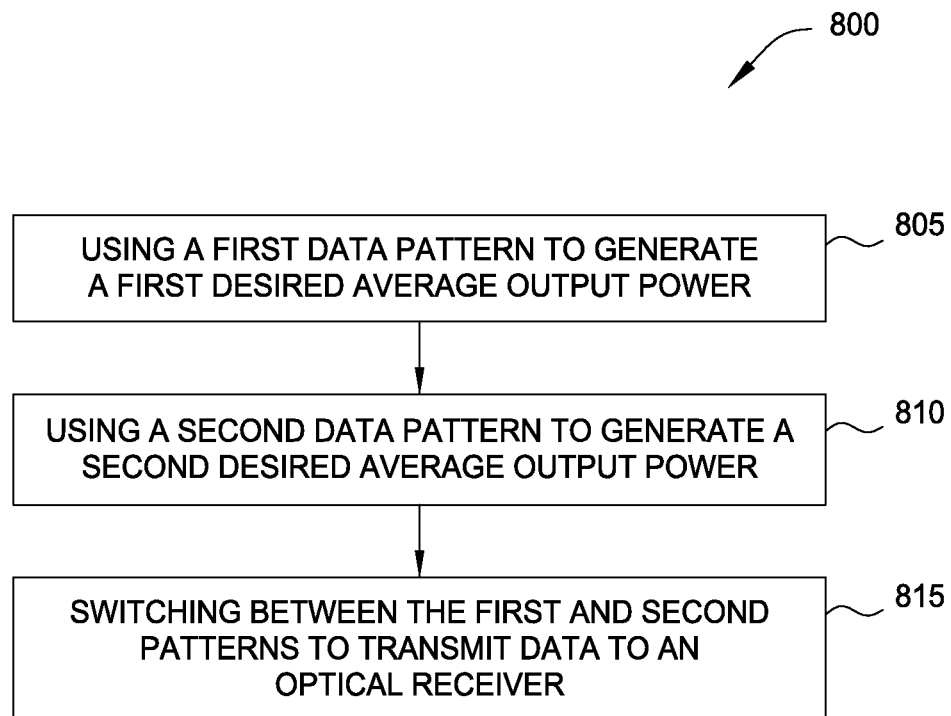 800
USING A FIRST DATA PATTERN TO GENERATE
A FIRST DESIRED AVERAGE OUTPUT POWER
805
USING A SECOND DATA PATTERN TO GENERATE A
SECOND DESIRED AVERAGE OUTPUT POWER
810
SWITCHING BETWEEN THE FIRST AND SECOND
PATTERNS TO TRANSMIT DATA TO AN
OPTICAL RECEIVER
815